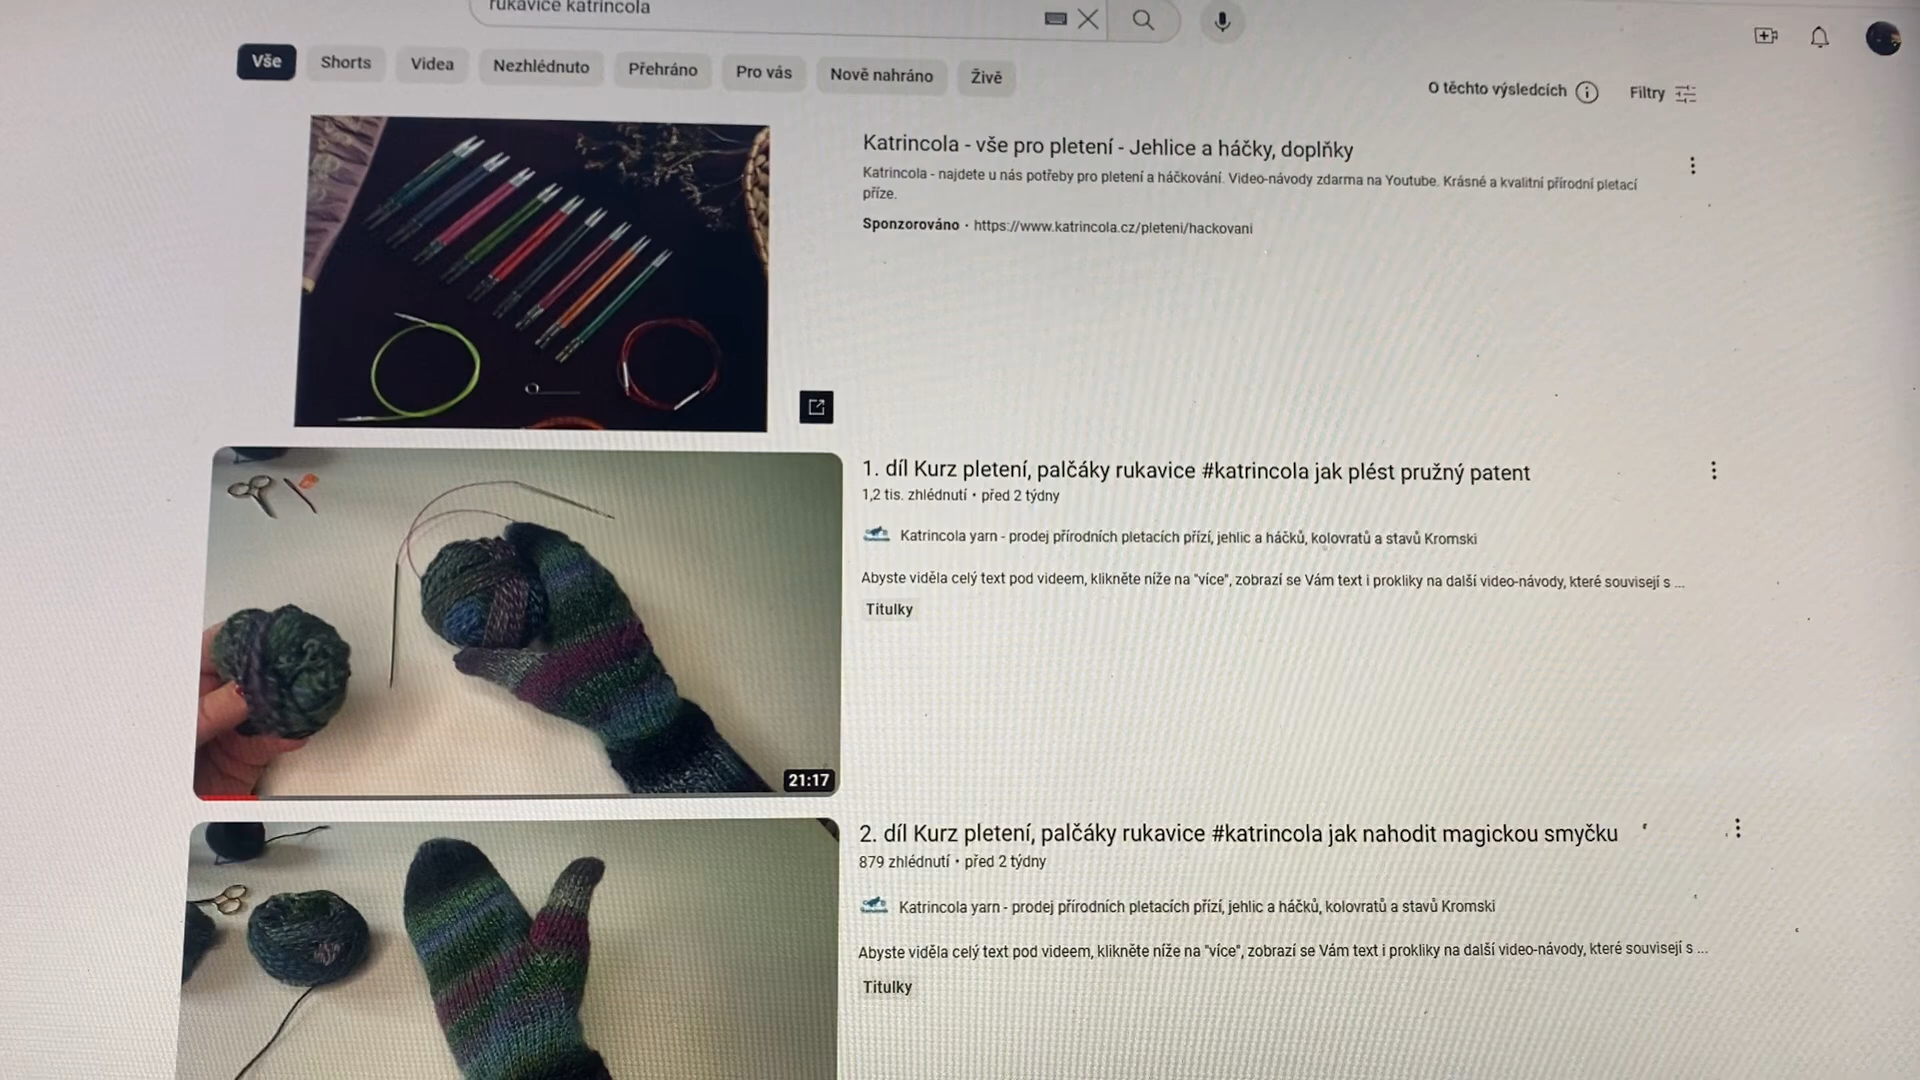 rukavice katrincola
Vše
Shorts
Videa
Nezhlédnuto
Přehráno
Pro vás
Nově nahráno
Živě
O těchto výsledcích
Filtry
Katrincola - vše pro pletení - Jehlice a háčky, doplňky
Katrincola - najdete u nás potřeby pro pletení a háčkování. Video-návody zdarma na Youtube. Krásné a kvalitní přírodní pletací
příze.
Sponzorováno · https://www.katrincola.cz/pleteni/hackovani
1. díl Kurz pletení, palčáky rukavice #katrincola jak plést pružný patent
1,2 tis. zhlédnutí • před 2 týdny
Katrincola yarn - prodej přírodních pletacích přízí, jehlic a háčků, kolovratů a stavů Kromski
Abyste viděla celý text pod videem, klikněte níže na "více", zobrazí se Vám text i prokliky na další video-návody, které souvisejí s ...
Titulky
21:17
2. díl Kurz pletení, palčáky rukavice #katrincola jak nahodit magickou smyčku
879 zhlédnutí • před 2 týdny
Katrincola yarn - prodej přírodních pletacích přízí, jehlic a háčků, kolovratů a stavů Kromski
Abyste viděla celý text pod videem, klikněte níže na "více", zobrazí se Vám text i prokliky na další video-návody, které souvisejí s ...
Titulky